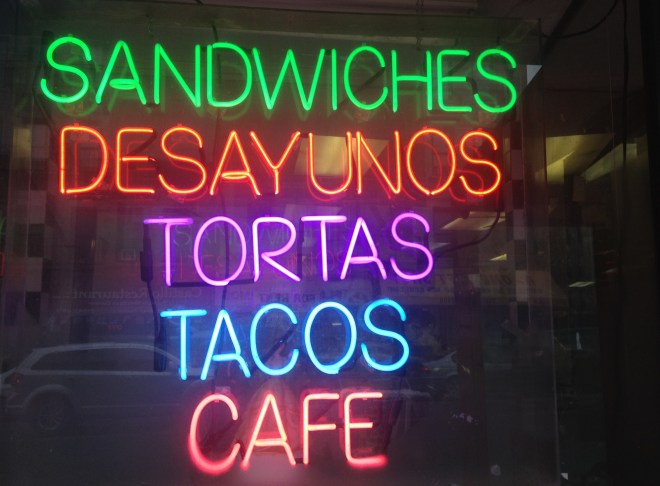 SANDWICHES
DESAYUNOS
TORTAS
TACOS
CAFE